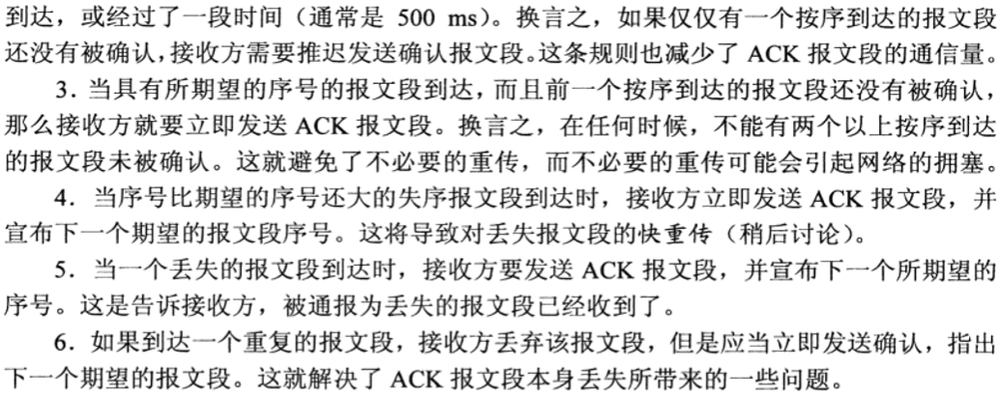 到达，或经过了一段时间（通常是 500 ms）。换言之，如果仅仅有一个按序到达的报文段
还没有被确认，接收方需要推迟发送确认报文段。这条规则也减少了 ACK 报文段的通信量。
3．当具有所期望的序号的报文段到达，而且前一个按序到达的报文段还没有被确认，
那么接收方就要立即发送 ACK 报文段。换言之，在任何时候，不能有两个以上按序到达
的报文段未被确认。这就避免了不必要的重传，而不必要的重传可能会引起网络的拥塞。
4．当序号比期望的序号还大的失序报文段到达时，接收方立即发送 ACK 报文段，并
宣布下一个期望的报文段序号。这将导致对丢失报文段的快重传（稍后讨论）。
5．当一个丢失的报文段到达时，接收方要发送 ACK 报文段，并宣布下一个所期望的
序号。这是告诉接收方，被通报为丢失的报文段已经收到了。
6．如果到达一个重复的报文段，接收方丢弃该报文段，但是应当立即发送确认，指出
下一个期望的报文段。这就解决了 ACK 报文段本身丢失所带来的一些问题。